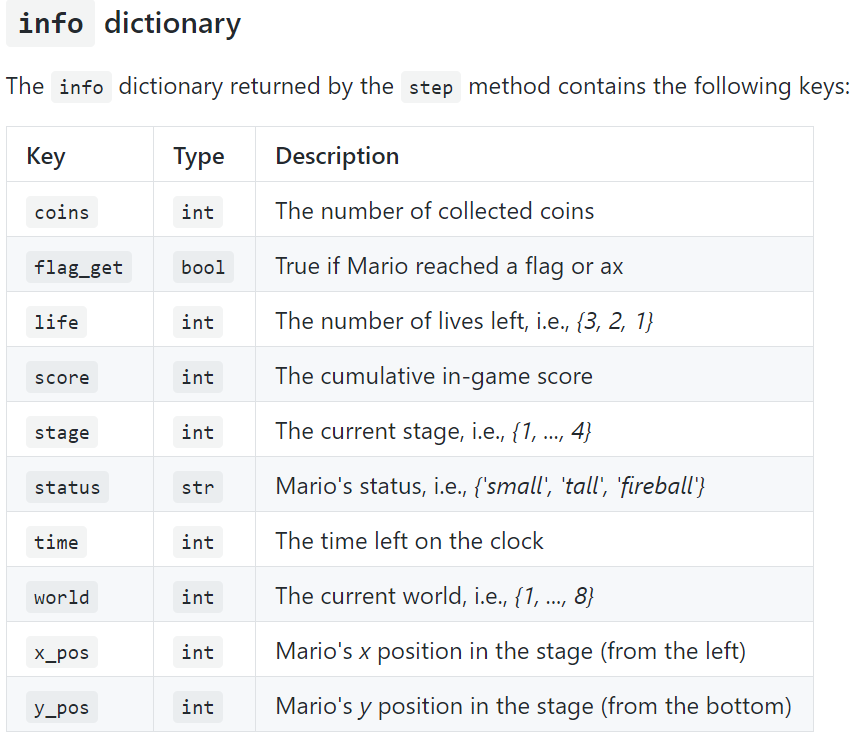 info dictionary
The info dictionary returned by the step method contains the following keys:
Key Type Description
coins int The number of collected coins
flag_get bool True if Mario reached a flag or ax
life int The number of lives left, i.e., {3, 2, 1}
score int The cumulative in-game score
stage int The current stage, i.e., {1, ..., 4}
status str Mario's status, i.e., {'small', 'tall', 'fireball'}
time int The time left on the clock
world int The current world, i.e., {1, ..., 8}
x_pos int Mario's x position in the stage (from the left)
y_pos int Mario's y position in the stage (from the bottom)